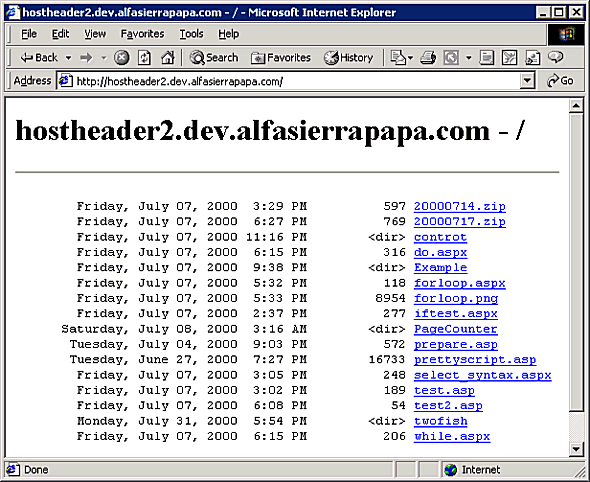 hostheader2.dev.alfasierrapapa.com - / - Microsoft Internet Explorer
File Edit View Favorites Tools Help
Back Search Favorites History
Address http://hostheader2.dev.alfasierrapapa.com/ Go
hostheader2.dev.alfasierrapapa.com - /
Friday, July 07, 2000 3:29 PM 597 20000714.zip
Friday, July 07, 2000 6:27 PM 769 20000717.zip
Friday, July 07, 2000 11:16 PM <dir> controt
Friday, July 07, 2000 6:15 PM 316 do.aspx
Friday, July 07, 2000 9:38 PM <dir> Example
Friday, July 07, 2000 5:32 PM 118 forloop.aspx
Friday, July 07, 2000 5:33 PM 8954 forloop.png
Friday, July 07, 2000 2:37 PM 277 iftest.aspx
Saturday, July 08, 2000 3:16 AM <dir> PageCounter
Tuesday, July 04, 2000 9:03 PM 572 prepare.asp
Tuesday, June 27, 2000 7:27 PM 16733 prettyscript.asp
Friday, July 07, 2000 3:05 PM 248 select_syntax.aspx
Friday, July 07, 2000 3:02 PM 189 test.asp
Friday, July 07, 2000 6:08 PM 54 test2.asp
Monday, July 31, 2000 5:54 PM <dir> twofish
Friday, July 07, 2000 6:15 PM 206 while.aspx
Done Internet